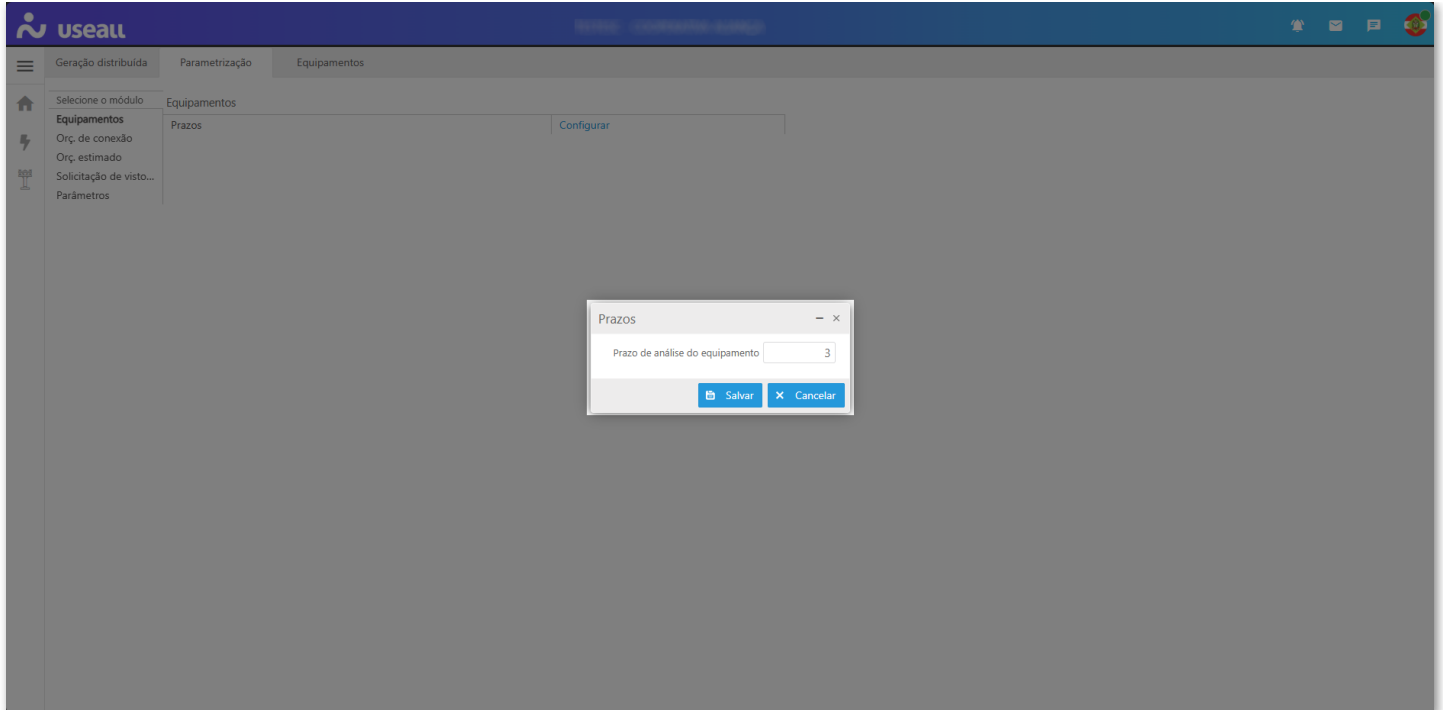 useall
Geração distribuída Parametrização Equipamentos
Selecione o módulo
Equipamentos
Orç. de conexão
Orç. estimado
Solicitação de visto...
Parâmetros
Equipamentos
Prazos Configurar
Prazos
Prazo de análise do equipamento 3
Salvar Cancelar